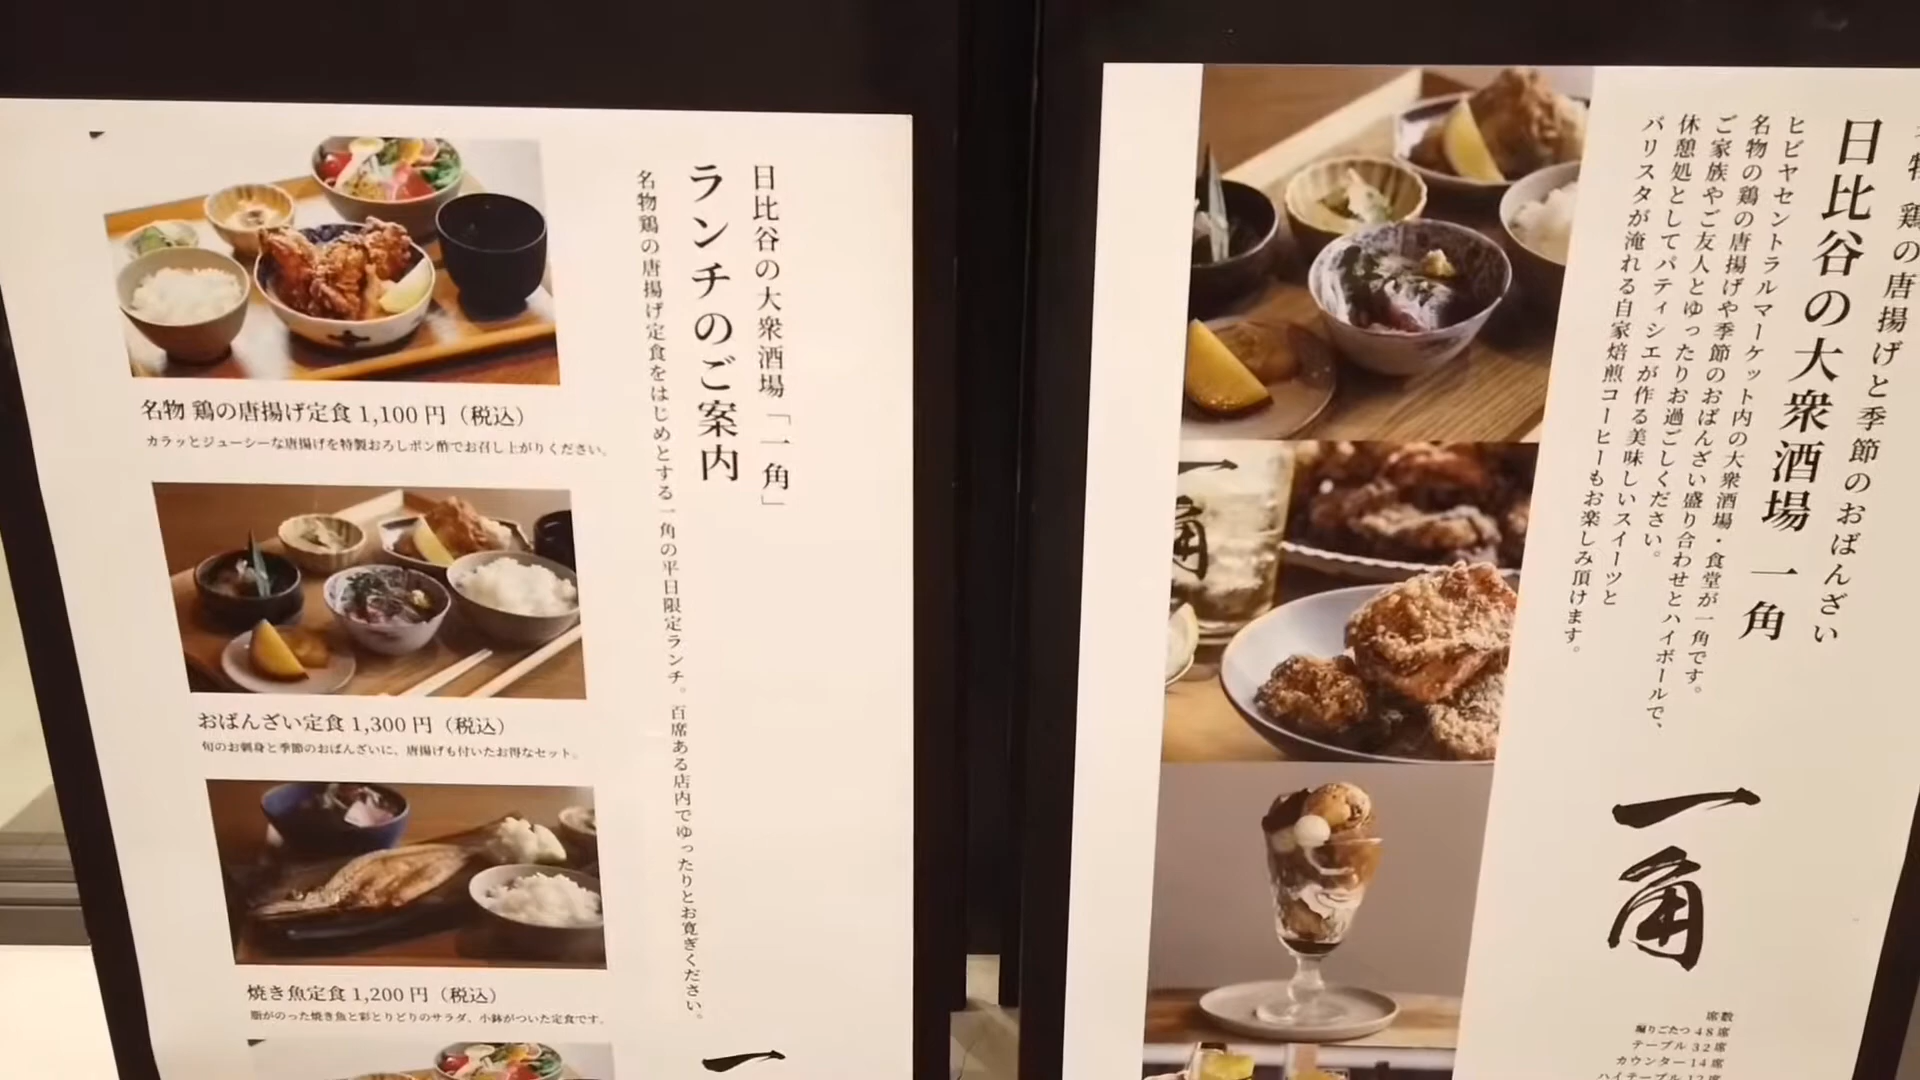 日比谷の大衆酒場「一角」
ランチのご案内
名物鶏の唐揚げ定食をはじめとする一角の平日限定ランチ。百席ある店内でゆったりとお寛ぎください。
名物 鶏の唐揚げ定食 1,100 円（税込）
カラッとジューシーな唐揚げを特製おろしポン酢でお召し上がりください。
おばんざい定食 1,300 円（税込）
旬のお刺身と季節のおばんざいに、唐揚げも付いたお得なセット。
焼き魚定食 1,200 円（税込）
脂がのった焼き魚と彩とりどりのサラダ、小鉢がついた定食です。
一
鶏の唐揚げと季節のおばんざい
日比谷の大衆酒場 一角
ヒビヤセントラルマーケット内の大衆酒場・食堂が一角です。
名物の鶏の唐揚げや季節のおばんざい盛り合わせとハイボールで、
ご家族やご友人とゆったりお過ごしください。
休憩処としてパティシエが作る美味しいスイーツと
バリスタが淹れる自家焙煎コーヒーもお楽しみ頂けます。
一角
一角
席数
掘りごたつ 48席
テーブル 32席
カウンター 14席
ハイテーブル 12席